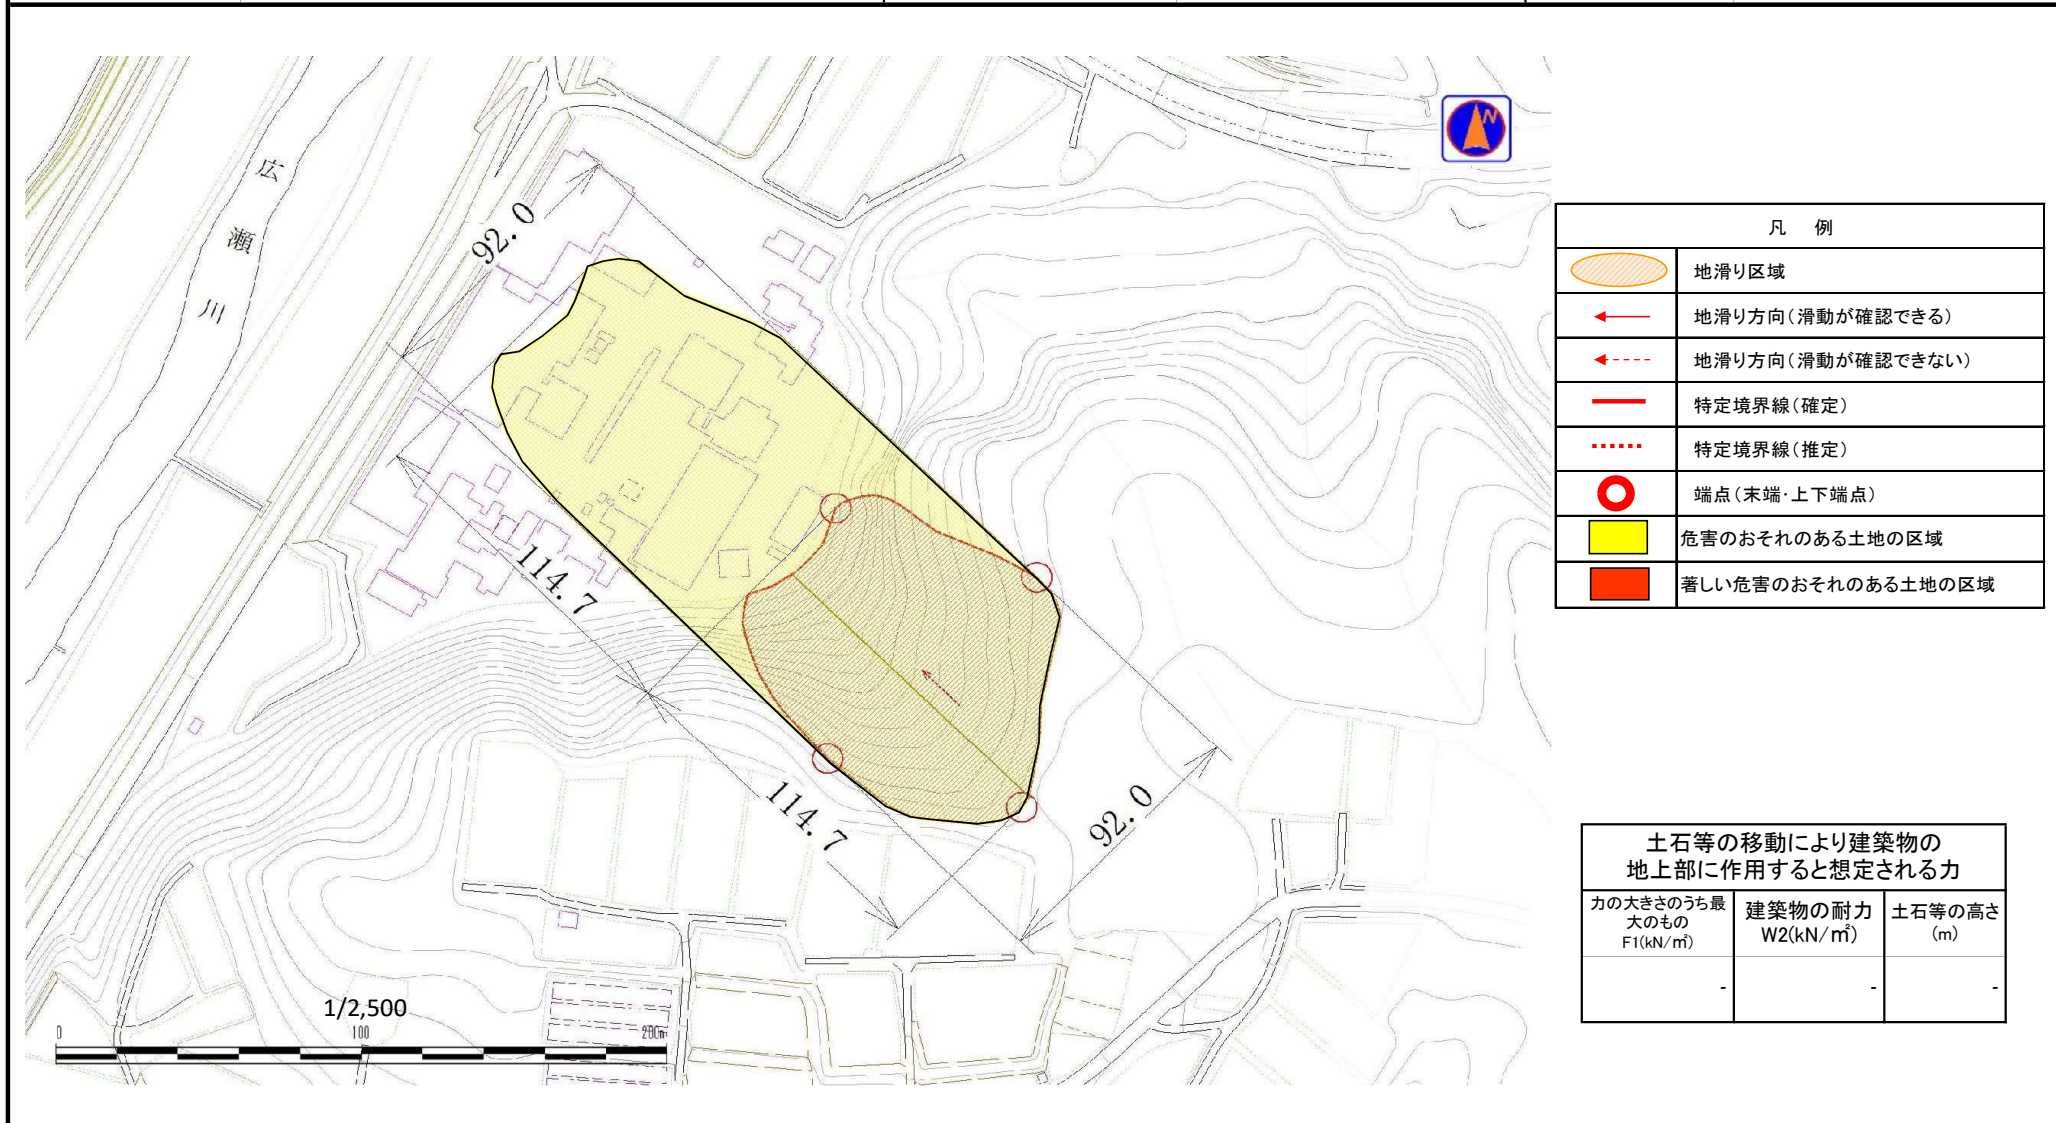 広
瀬
川
92.0
114.7
114.7
92.0
N
凡 例
地滑り区域
地滑り方向(滑動が確認できる)
地滑り方向(滑動が確認できない)
特定境界線(確定)
特定境界線(推定)
端点(末端・上下端点)
危害のおそれのある土地の区域
著しい危害のおそれのある土地の区域
土石等の移動により建築物の
地上部に作用すると想定される力
力の大きさのうち最
大のもの
F1(kN/㎡)
建築物の耐力
W2(kN/㎡)
土石等の高さ
(m)
- - -
1/2,500
0 100 200m